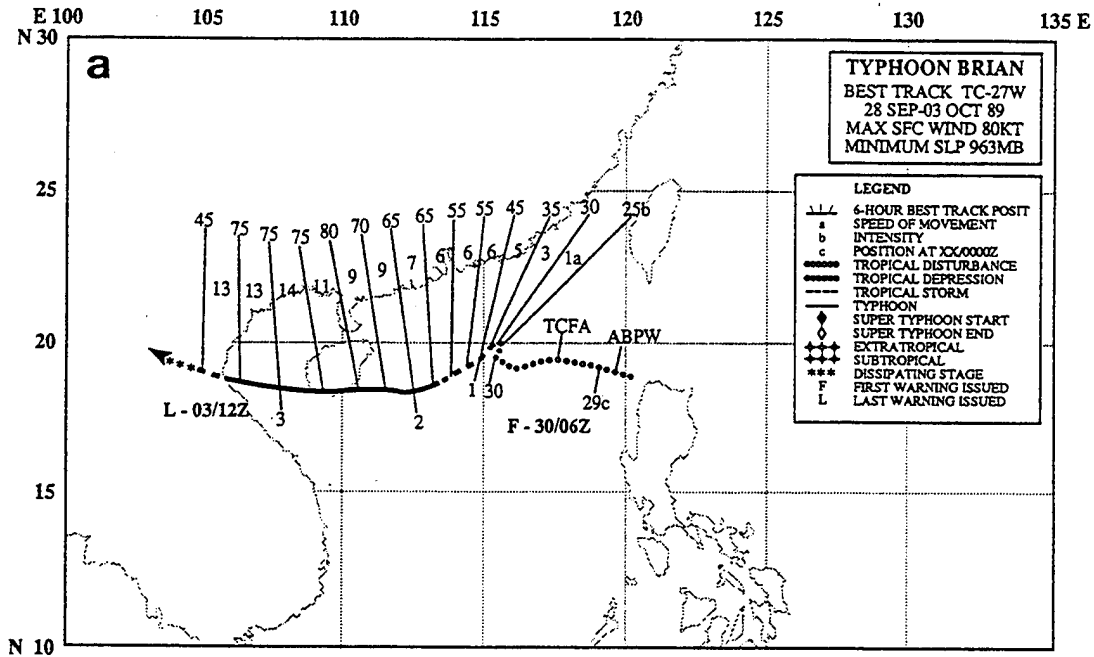 E 100 105 110 115 120 125 130 135 E
N 30
a
TYPHOON BRIAN
BEST TRACK TC-27W
28 SEP-03 OCT 89
MAX SFC WIND 80KT
MINIMUM SLP 963MB
25
LEGEND
6-HOUR BEST TRACK POSIT
a SPEED OF MOVEMENT
b INTENSITY
c POSITION AT XX/0000Z
TROPICAL DISTURBANCE
TROPICAL DEPRESSION
TROPICAL STORM
TYPHOON
SUPER TYPHOON START
SUPER TYPHOON END
EXTRATROPICAL
SUBTROPICAL
*** DISSIPATING STAGE
F FIRST WARNING ISSUED
L LAST WARNING ISSUED
45 75 75 75 80 70 65 65 55 55 45 35 30 25b
13 13 14 11 9 9 7 6 6 6 5 3 1a
20
TCFA ABPW
L - 03/12Z 3 2 1 30 29c
F - 30/06Z
15
N 10